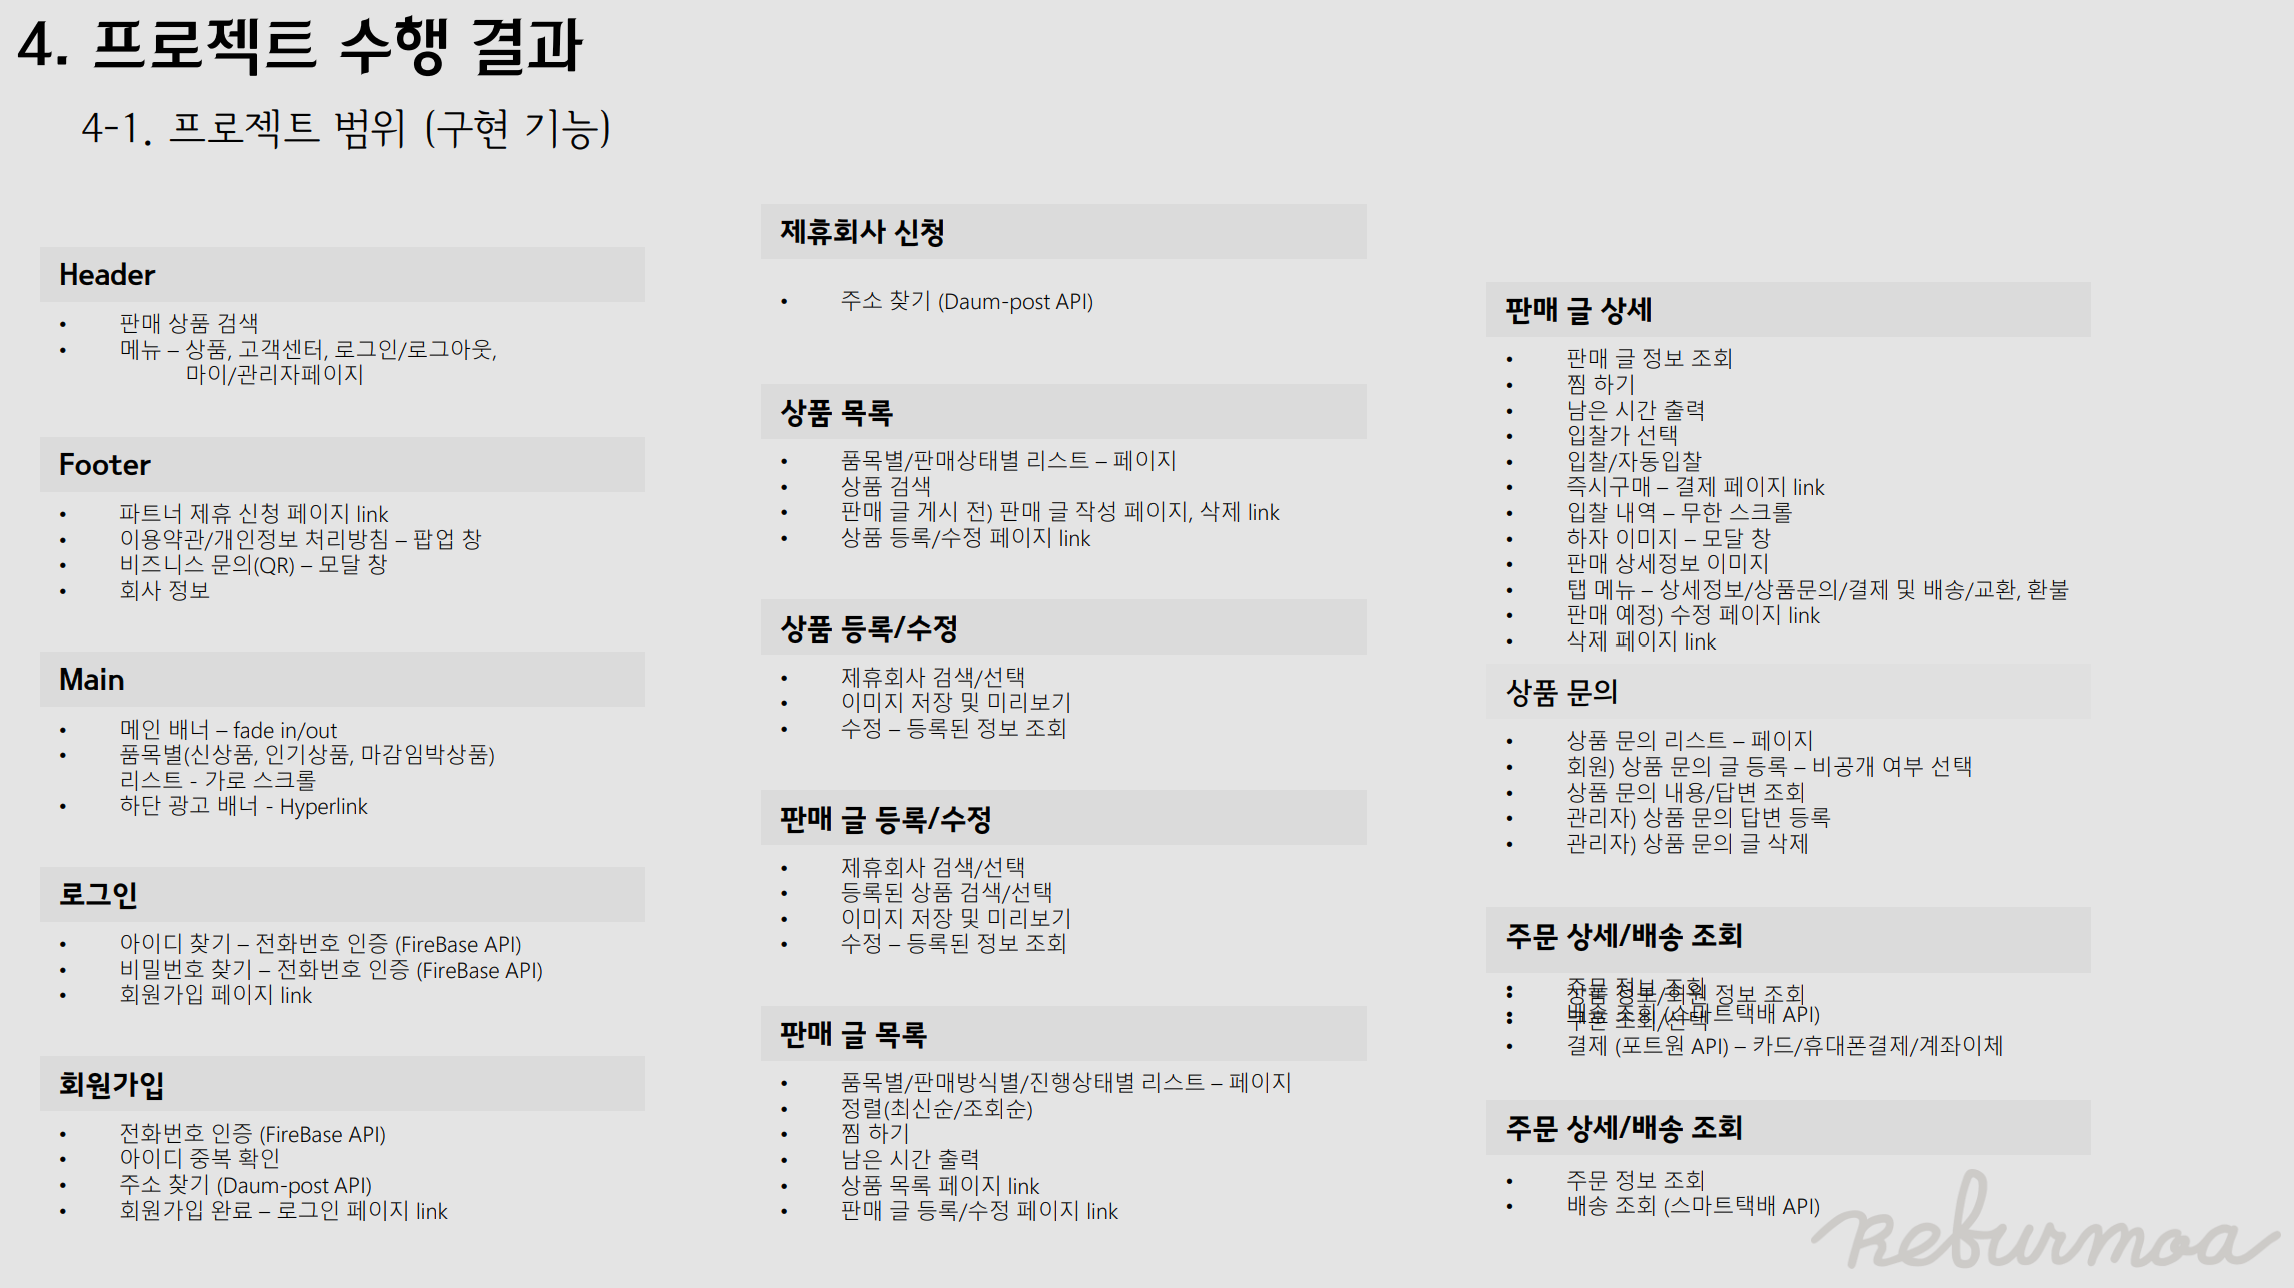 4. 프로젝트 수행 결과
4-1. 프로젝트 범위 (구현 기능)
Header
• 판매 상품 검색
• 메뉴 – 상품, 고객센터, 로그인/로그아웃,
마이/관리자페이지
Footer
• 파트너 제휴 신청 페이지 link
• 이용약관/개인정보 처리방침 – 팝업 창
• 비즈니스 문의(QR) – 모달 창
• 회사 정보
Main
• 메인 배너 – fade in/out
• 품목별(신상품, 인기상품, 마감임박상품)
리스트 - 가로 스크롤
• 하단 광고 배너 - Hyperlink
로그인
• 아이디 찾기 – 전화번호 인증 (FireBase API)
• 비밀번호 찾기 – 전화번호 인증 (FireBase API)
• 회원가입 페이지 link
회원가입
• 전화번호 인증 (FireBase API)
• 아이디 중복 확인
• 주소 찾기 (Daum-post API)
• 회원가입 완료 – 로그인 페이지 link
제휴회사 신청
• 주소 찾기 (Daum-post API)
상품 목록
• 품목별/판매상태별 리스트 – 페이지
• 상품 검색
• 판매 글 게시 전) 판매 글 작성 페이지, 삭제 link
• 상품 등록/수정 페이지 link
상품 등록/수정
• 제휴회사 검색/선택
• 이미지 저장 및 미리보기
• 수정 – 등록된 정보 조회
판매 글 등록/수정
• 제휴회사 검색/선택
• 등록된 상품 검색/선택
• 이미지 저장 및 미리보기
• 수정 – 등록된 정보 조회
판매 글 목록
• 품목별/판매방식별/진행상태별 리스트 – 페이지
• 정렬(최신순/조회순)
• 찜 하기
• 남은 시간 출력
• 상품 목록 페이지 link
• 판매 글 등록/수정 페이지 link
판매 글 상세
• 판매 글 정보 조회
• 찜 하기
• 남은 시간 출력
• 입찰가 선택
• 입찰/자동입찰
• 즉시구매 – 결제 페이지 link
• 입찰 내역 – 무한 스크롤
• 하자 이미지 – 모달 창
• 판매 상세정보 이미지
• 탭 메뉴 – 상세정보/상품문의/결제 및 배송/교환, 환불
• 판매 예정) 수정 페이지 link
• 삭제 페이지 link
상품 문의
• 상품 문의 리스트 – 페이지
• 회원) 상품 문의 글 등록 – 비공개 여부 선택
• 상품 문의 내용/답변 조회
• 관리자) 상품 문의 답변 등록
• 관리자) 상품 문의 글 삭제
주문 상세/배송 조회
• 주문 정보 조회
• 상품 정보/회원 정보 조회
• 배송 조회 (스마트택배 API)
• 쿠폰 조회/선택
• 결제 (포트원 API) – 카드/휴대폰결제/계좌이체
주문 상세/배송 조회
• 주문 정보 조회
• 배송 조회 (스마트택배 API)
Reburmoa